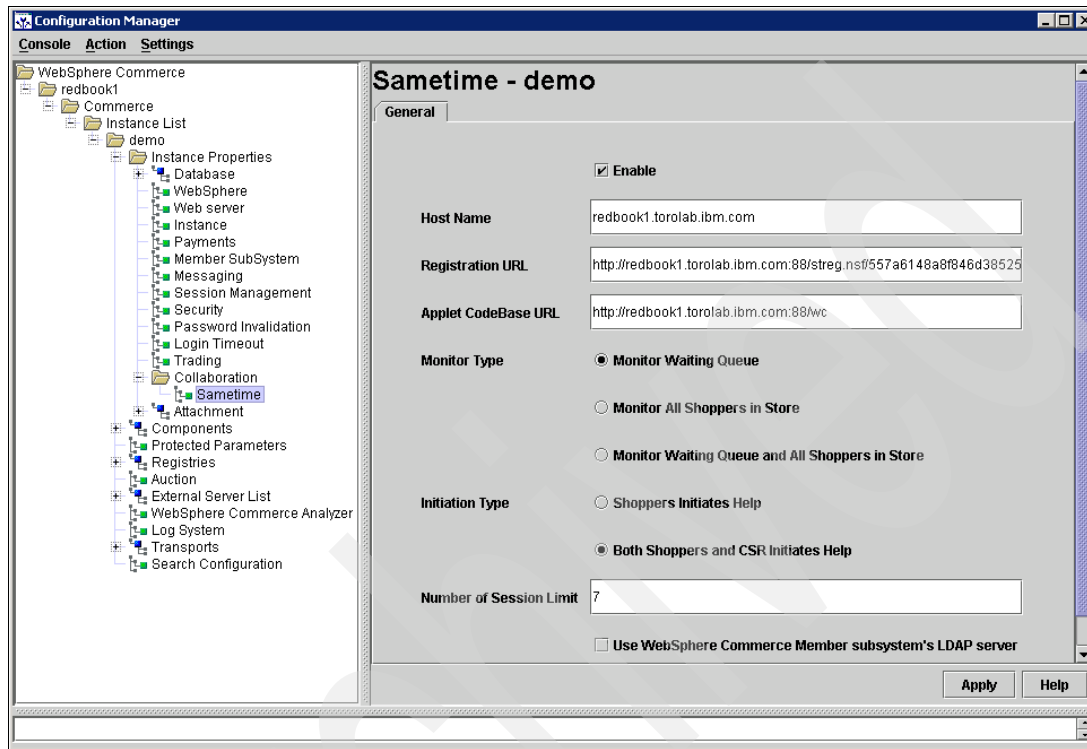 Configuration Manager
Console Action Settings
WebSphere Commerce
redbook1
Commerce
Instance List
demo
Instance Properties
Database
WebSphere
Web server
Instance
Payments
Member SubSystem
Messaging
Session Management
Security
Password Invalidation
Login Timeout
Trading
Collaboration
Sametime
Attachment
Components
Protected Parameters
Registries
Auction
External Server List
WebSphere Commerce Analyzer
Log System
Transports
Search Configuration
Sametime - demo
General
Enable
Host Name redbook1.torolab.ibm.com
Registration URL http://redbook1.torolab.ibm.com:88/streg.nsf/557a6148a8f846d38525
Applet CodeBase URL http://redbook1.torolab.ibm.com:88/wc
Monitor Type Monitor Waiting Queue
Monitor All Shoppers in Store
Monitor Waiting Queue and All Shoppers in Store
Initiation Type Shoppers Initiates Help
Both Shoppers and CSR Initiates Help
Number of Session Limit 7
Use WebSphere Commerce Member subsystem's LDAP server
Apply Help